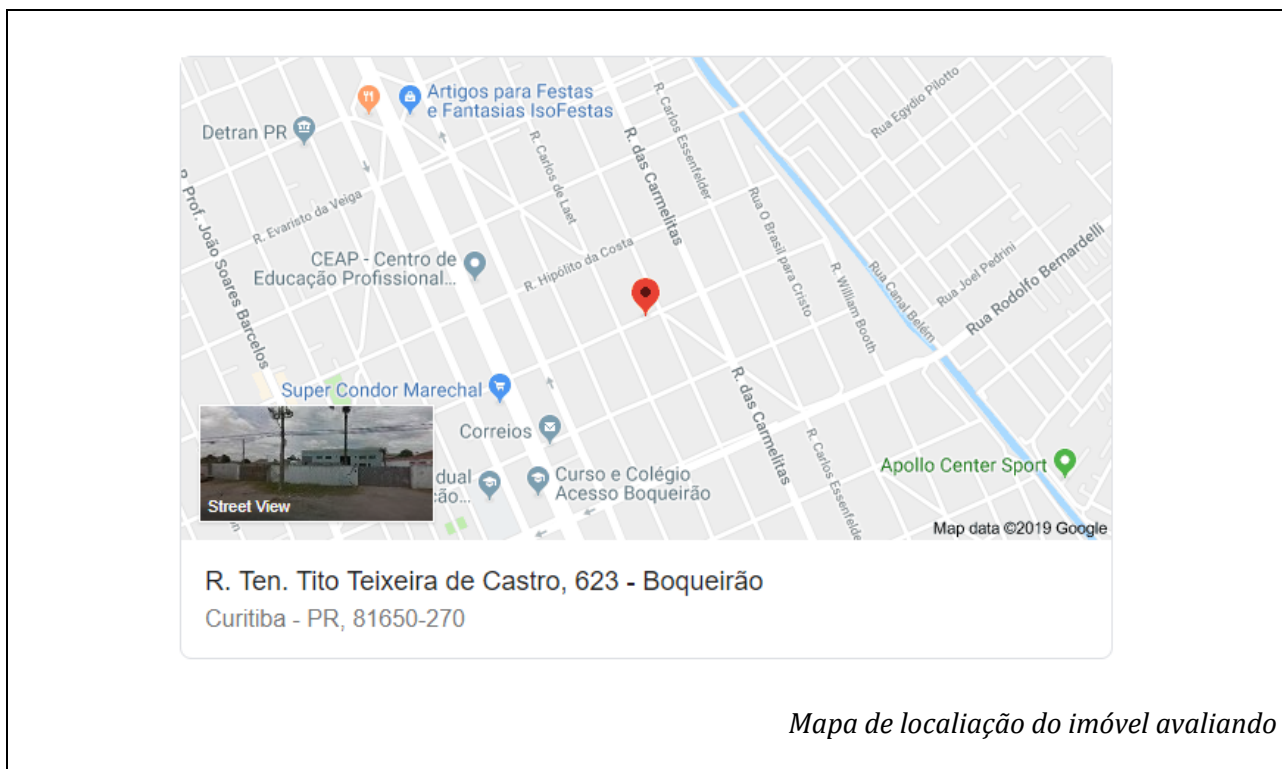 Artigos para Festas
e Fantasias IsoFestas
Detran PR
R. Carlos Essenfelder
Rua Egydio Pilotto
R. das Carmelitas
R. Carlos de Laet
R. Prof. João Soares Barcelos
R. Evaristo da Veiga
CEAP - Centro de
Educação Profissional...
R. Hipólito da Costa
Rua O Brasil para Cristo
R. William Booth
Rua Canal Belém
Rua Joel Pedrini
Rua Rodolfo Bernardelli
Super Condor Marechal
R. das Carmelitas
Correios
dual
ção...
Curso e Colégio
Acesso Boqueirão
R. Carlos Essenfelde
Apollo Center Sport
Street View
Map data ©2019 Google
R. Ten. Tito Teixeira de Castro, 623 - Boqueirão
Curitiba - PR, 81650-270
Mapa de localiação do imóvel avaliando